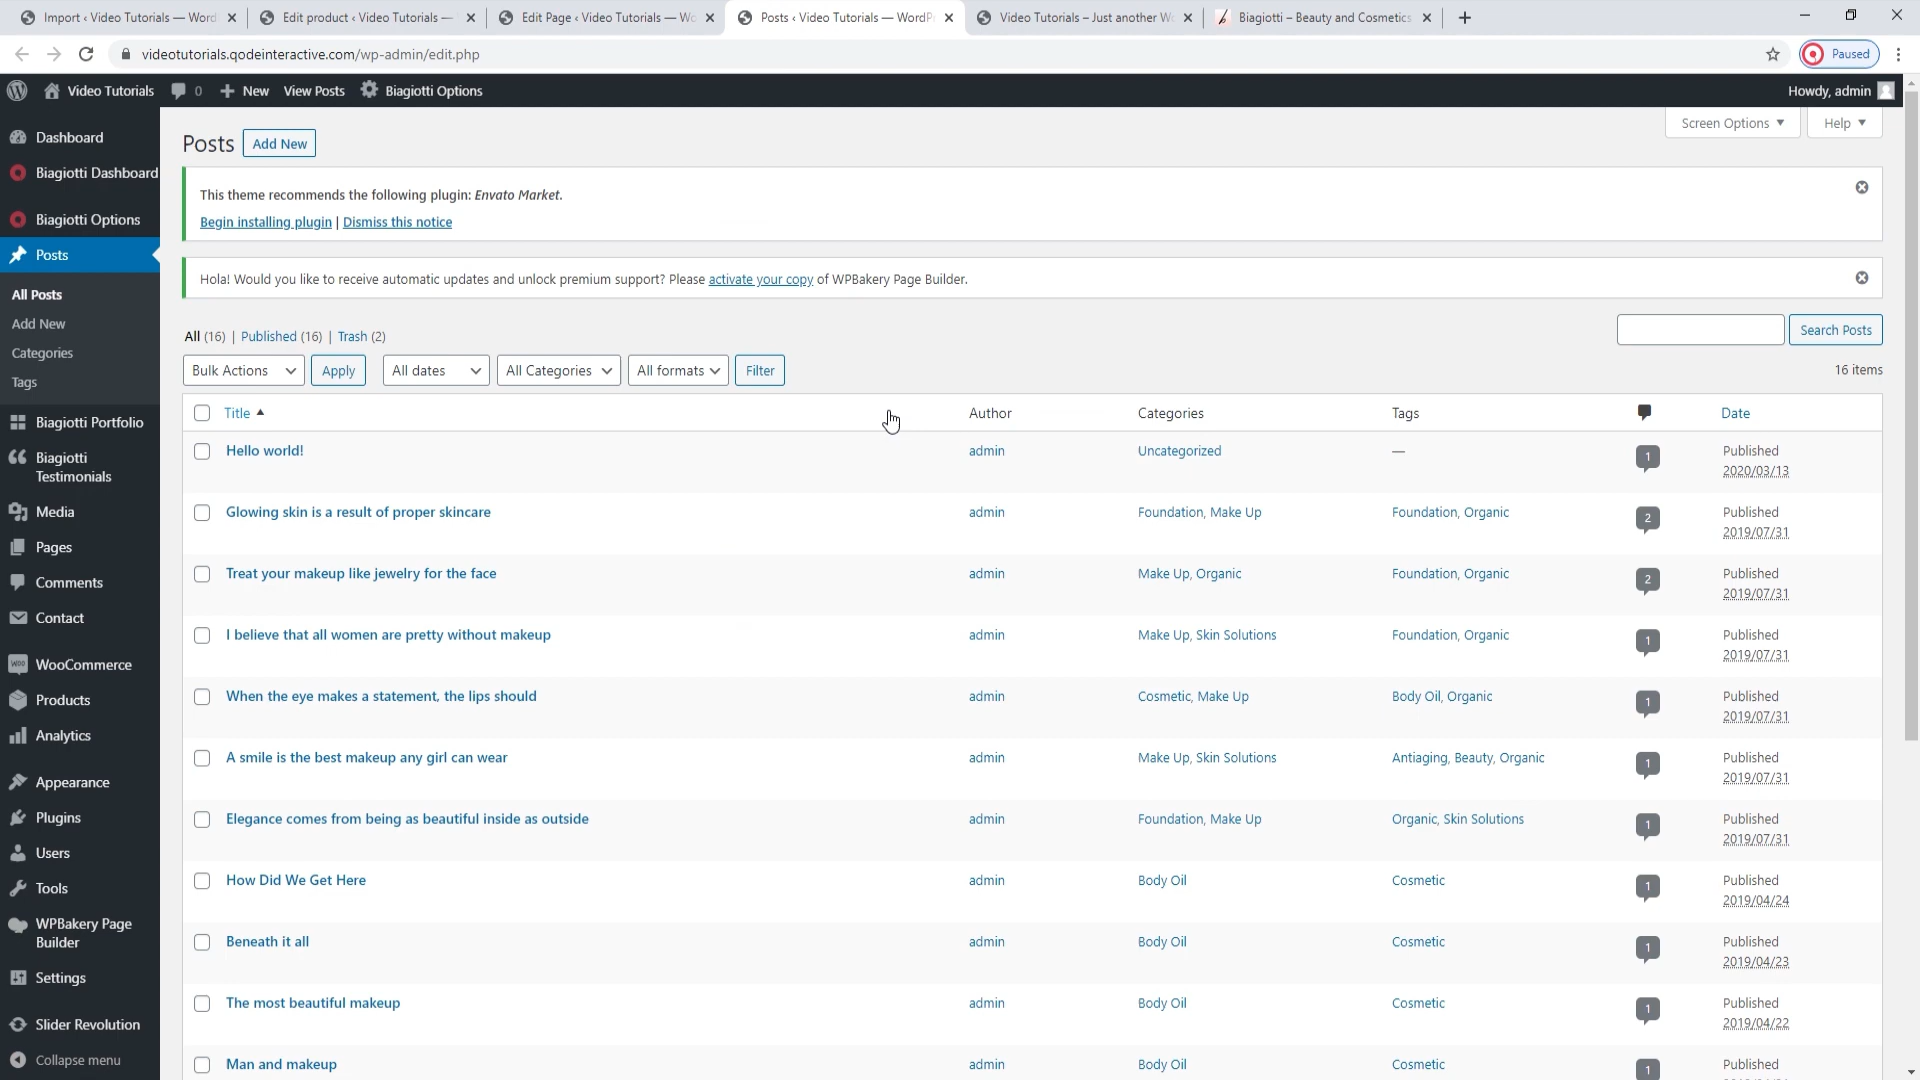 Import ‹ Video Tutorials — Word
Edit product ‹ Video Tutorials —
Edit Page ‹ Video Tutorials — Wo
Posts ‹ Video Tutorials — WordPr
Video Tutorials – Just another Wo
Biagiotti – Beauty and Cosmetics
videotutorials.qodeinteractive.com/wp-admin/edit.php
Paused
Video Tutorials
0
New
View Posts
Biagiotti Options
Howdy, admin
Dashboard
Biagiotti Dashboard
Biagiotti Options
Posts
All Posts
Add New
Categories
Tags
Biagiotti Portfolio
Biagiotti
Testimonials
Media
Pages
Comments
Contact
WooCommerce
Products
Analytics
Appearance
Plugins
Users
Tools
WPBakery Page
Builder
Settings
Slider Revolution
Collapse menu
Screen Options
Help
Posts
Add New
This theme recommends the following plugin: Envato Market.
Begin installing plugin | Dismiss this notice
Hola! Would you like to receive automatic updates and unlock premium support? Please activate your copy of WPBakery Page Builder.
All (16) | Published (16) | Trash (2)
Search Posts
Bulk Actions
Apply
All dates
All Categories
All formats
Filter
16 items
Title Author Categories Tags Date
Hello world! admin Uncategorized — 1 Published
2020/03/13
Glowing skin is a result of proper skincare admin Foundation, Make Up Foundation, Organic 2 Published
2019/07/31
Treat your makeup like jewelry for the face admin Make Up, Organic Foundation, Organic 2 Published
2019/07/31
I believe that all women are pretty without makeup admin Make Up, Skin Solutions Foundation, Organic 1 Published
2019/07/31
When the eye makes a statement, the lips should admin Cosmetic, Make Up Body Oil, Organic 1 Published
2019/07/31
A smile is the best makeup any girl can wear admin Make Up, Skin Solutions Antiaging, Beauty, Organic 1 Published
2019/07/31
Elegance comes from being as beautiful inside as outside admin Foundation, Make Up Organic, Skin Solutions 1 Published
2019/07/31
How Did We Get Here admin Body Oil Cosmetic 1 Published
2019/04/24
Beneath it all admin Body Oil Cosmetic 1 Published
2019/04/23
The most beautiful makeup admin Body Oil Cosmetic 1 Published
2019/04/22
Man and makeup admin Body Oil Cosmetic 1 Published